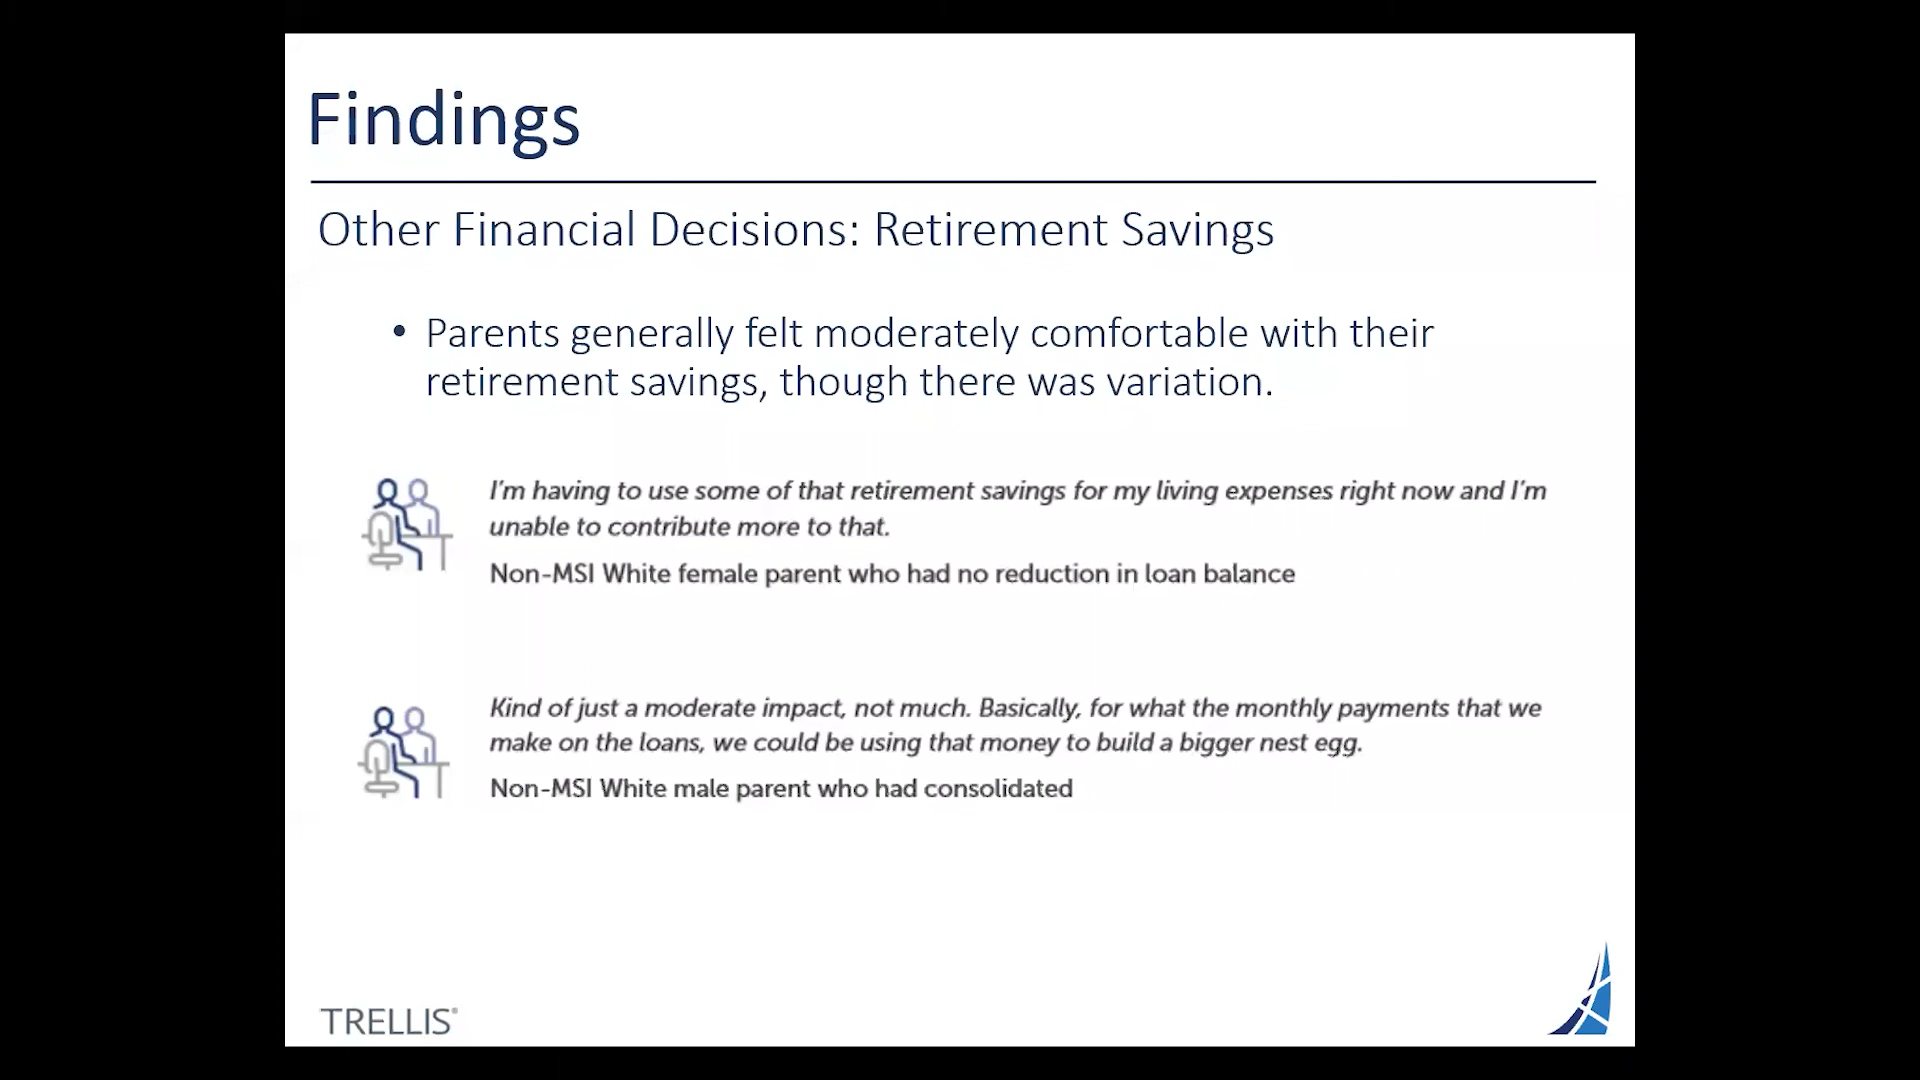 Findings
Other Financial Decisions: Retirement Savings
• Parents generally felt moderately comfortable with their
retirement savings, though there was variation.
I'm having to use some of that retirement savings for my living expenses right now and I'm
unable to contribute more to that.
Non-MSI White female parent who had no reduction in loan balance
Kind of just a moderate impact, not much. Basically, for what the monthly payments that we
make on the loans, we could be using that money to build a bigger nest egg.
Non-MSI White male parent who had consolidated
TRELLIS®